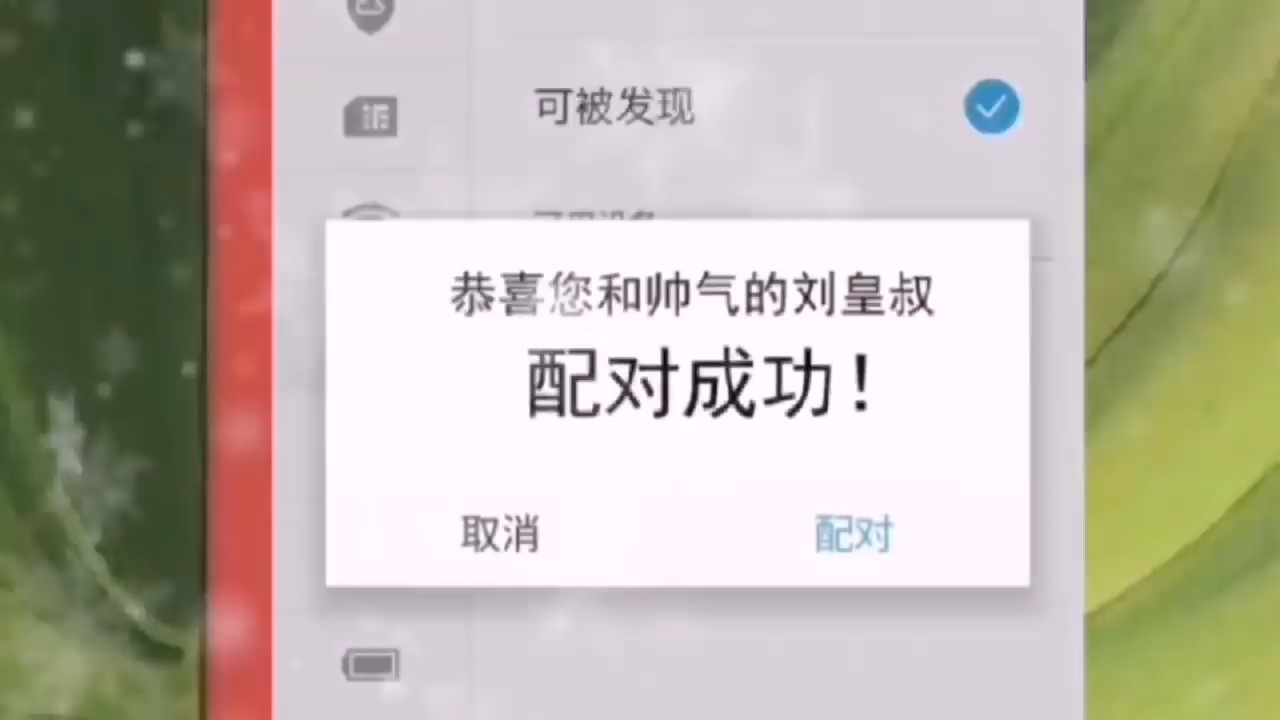 可被发现
恭喜您和帅气的刘皇叔
配对成功！
取消
配对